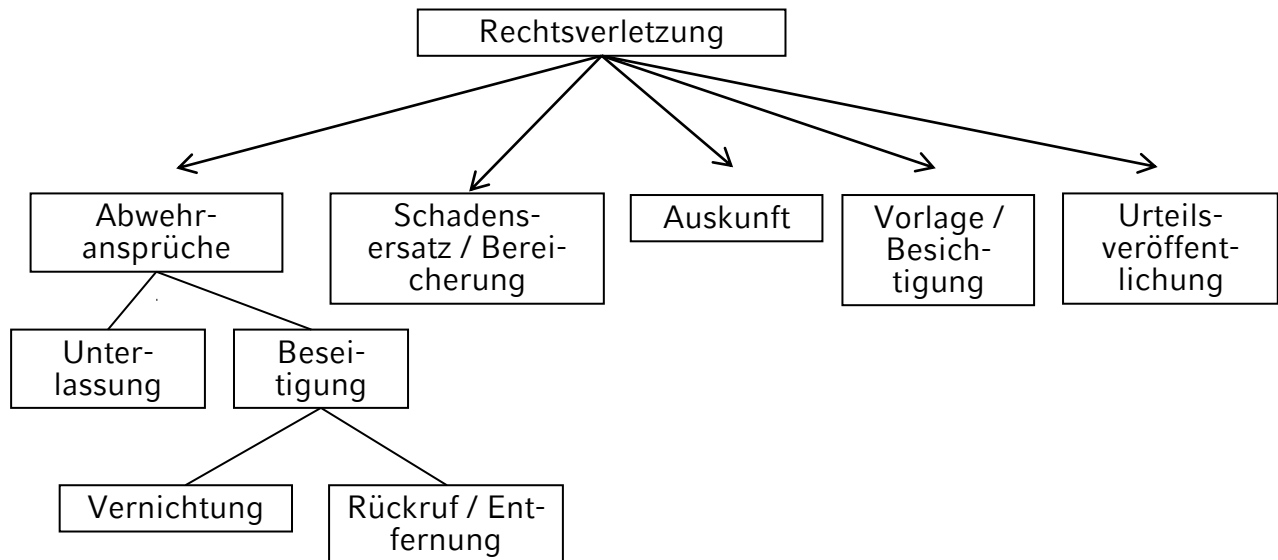 Rechtsverletzung
Abwehr-
ansprüche
Schadens-
ersatz / Berei-
cherung
Auskunft
Vorlage /
Besich-
tigung
Urteils-
veröffent-
lichung
Unter-
lassung
Besei-
tigung
Vernichtung
Rückruf / Ent-
fernung